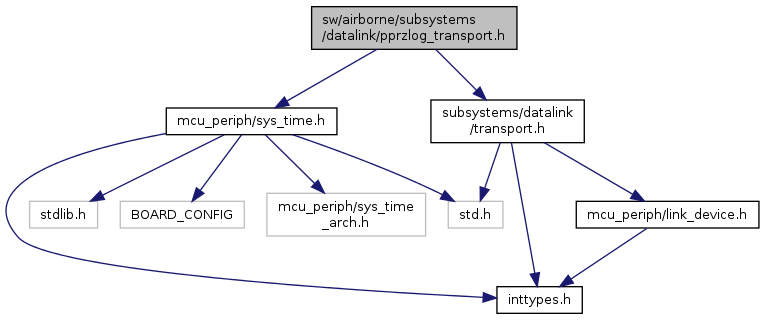 sw/airborne/subsystems
/datalink/pprzlog_transport.h
mcu_periph/sys_time.h
subsystems/datalink
/transport.h
stdlib.h
BOARD_CONFIG
mcu_periph/sys_time
_arch.h
std.h
mcu_periph/link_device.h
inttypes.h